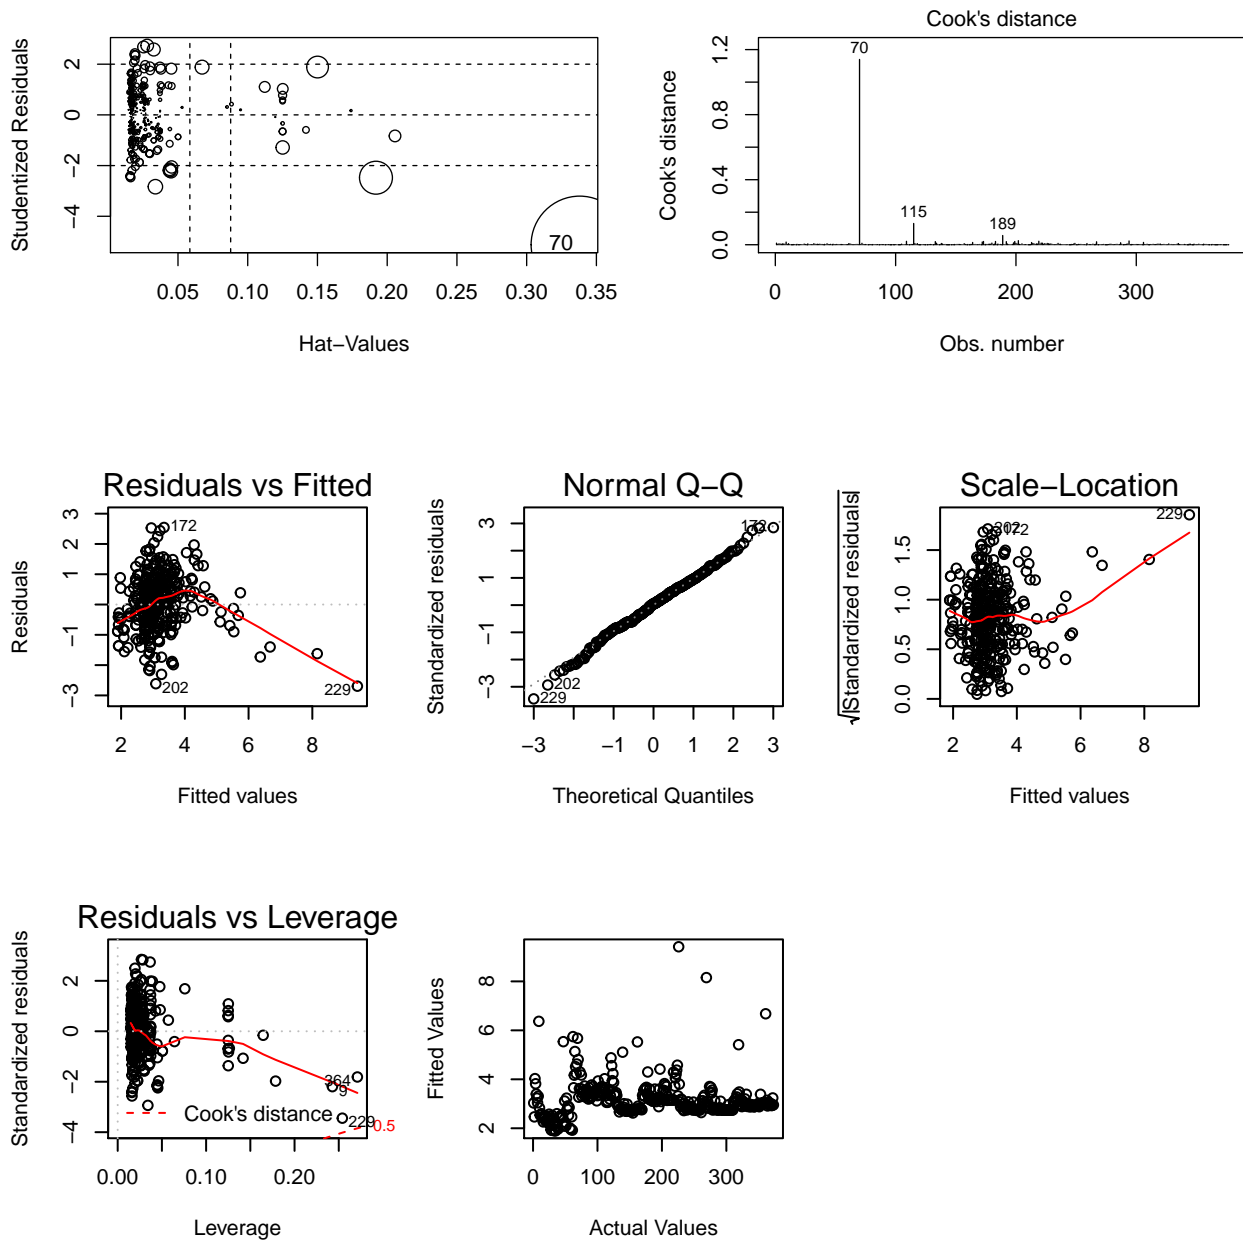 Cook's distance
Studentized Residuals
2
0
−2
−4
70
0.05 0.10 0.15 0.20 0.25 0.30 0.35
Hat−Values
Cook's distance
0.0 0.4 0.8 1.2
70
115
189
0 100 200 300
Obs. number
Residuals vs Fitted
Residuals
3
2
1
−1
−3
172
202
229
2 4 6 8
Fitted values
Normal Q−Q
Standardized residuals
3
1
−1
−3
172
202
229
−3 −1 0 1 2 3
Theoretical Quantiles
Scale−Location
√|Standardized residuals|
0.0 0.5 1.0 1.5
229
202
172
2 4 6 8
Fitted values
Residuals vs Leverage
Standardized residuals
2
0
−2
−4
364
9
229
0.5
Cook's distance
0.00 0.10 0.20
Leverage
Fitted Values
8
6
4
2
0 100 200 300
Actual Values